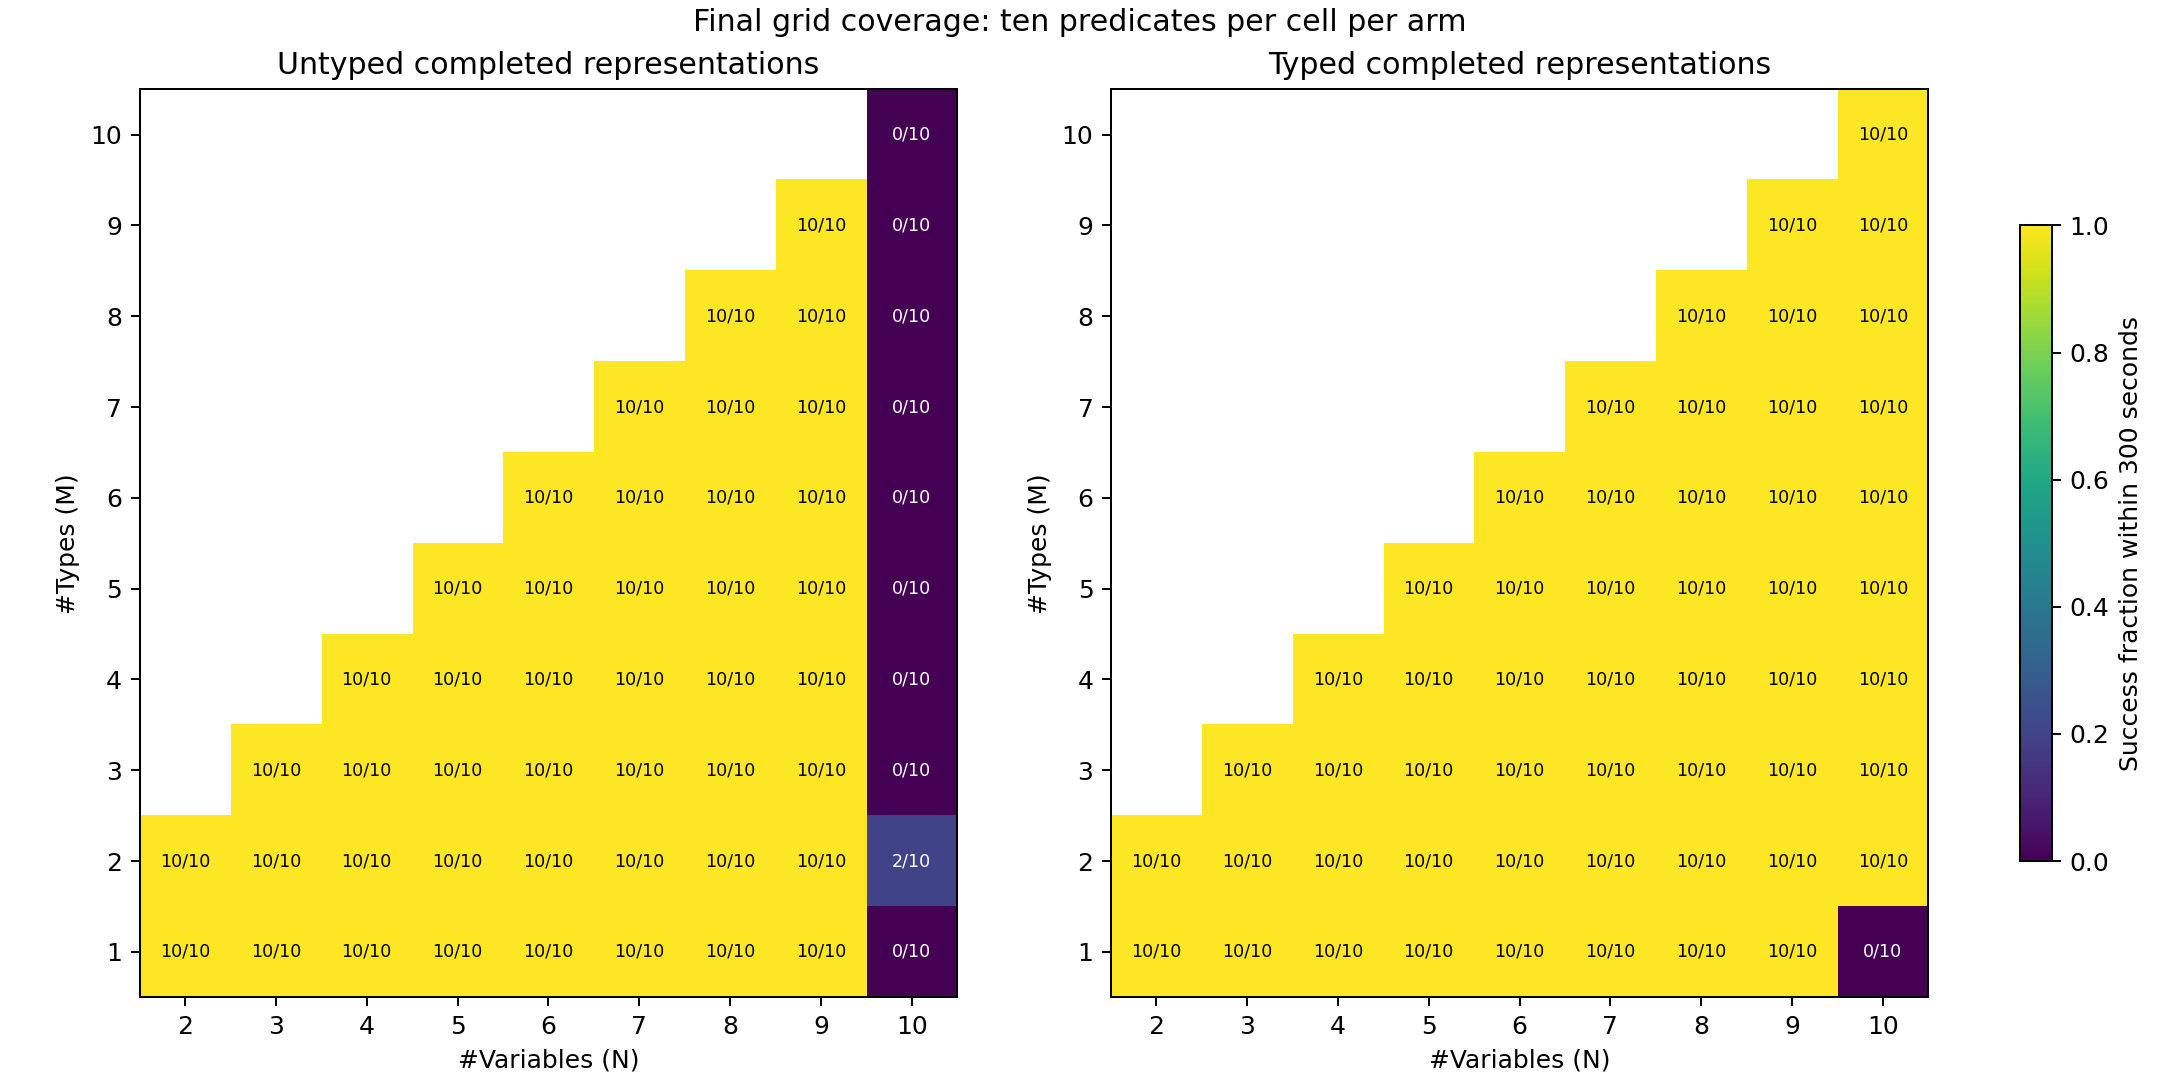 Final grid coverage: ten predicates per cell per arm
Untyped completed representations
10 0/10
9 10/10 0/10
8 10/10 10/10 0/10
7 10/10 10/10 10/10 0/10
6 10/10 10/10 10/10 10/10 0/10
5 10/10 10/10 10/10 10/10 10/10 0/10
4 10/10 10/10 10/10 10/10 10/10 10/10 0/10
3 10/10 10/10 10/10 10/10 10/10 10/10 10/10 0/10
2 10/10 10/10 10/10 10/10 10/10 10/10 10/10 10/10 2/10
1 10/10 10/10 10/10 10/10 10/10 10/10 10/10 10/10 0/10
2 3 4 5 6 7 8 9 10
#Variables (N)
#Types (M)
Typed completed representations
10 10/10
9 10/10 10/10
8 10/10 10/10 10/10
7 10/10 10/10 10/10 10/10
6 10/10 10/10 10/10 10/10 10/10
5 10/10 10/10 10/10 10/10 10/10 10/10
4 10/10 10/10 10/10 10/10 10/10 10/10 10/10
3 10/10 10/10 10/10 10/10 10/10 10/10 10/10 10/10
2 10/10 10/10 10/10 10/10 10/10 10/10 10/10 10/10 10/10
1 10/10 10/10 10/10 10/10 10/10 10/10 10/10 10/10 0/10
2 3 4 5 6 7 8 9 10
#Variables (N)
#Types (M)
1.0
0.8
0.6
0.4
0.2
0.0
Success fraction within 300 seconds